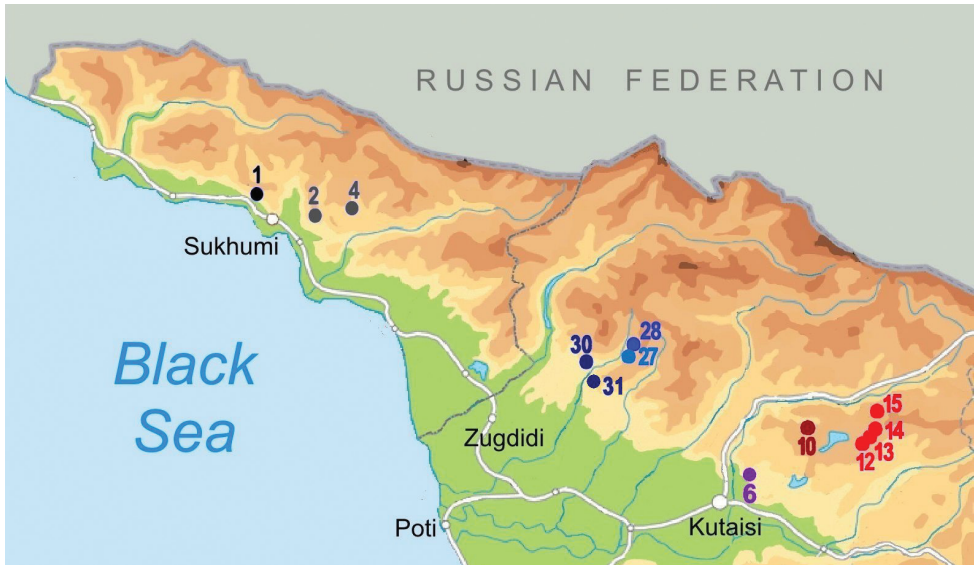 RUSSIAN FEDERATION
1
2
4
Sukhumi
Black
Sea
28
30
27
31
15
Zugdidi
10
14
13
12
6
Poti
Kutaisi